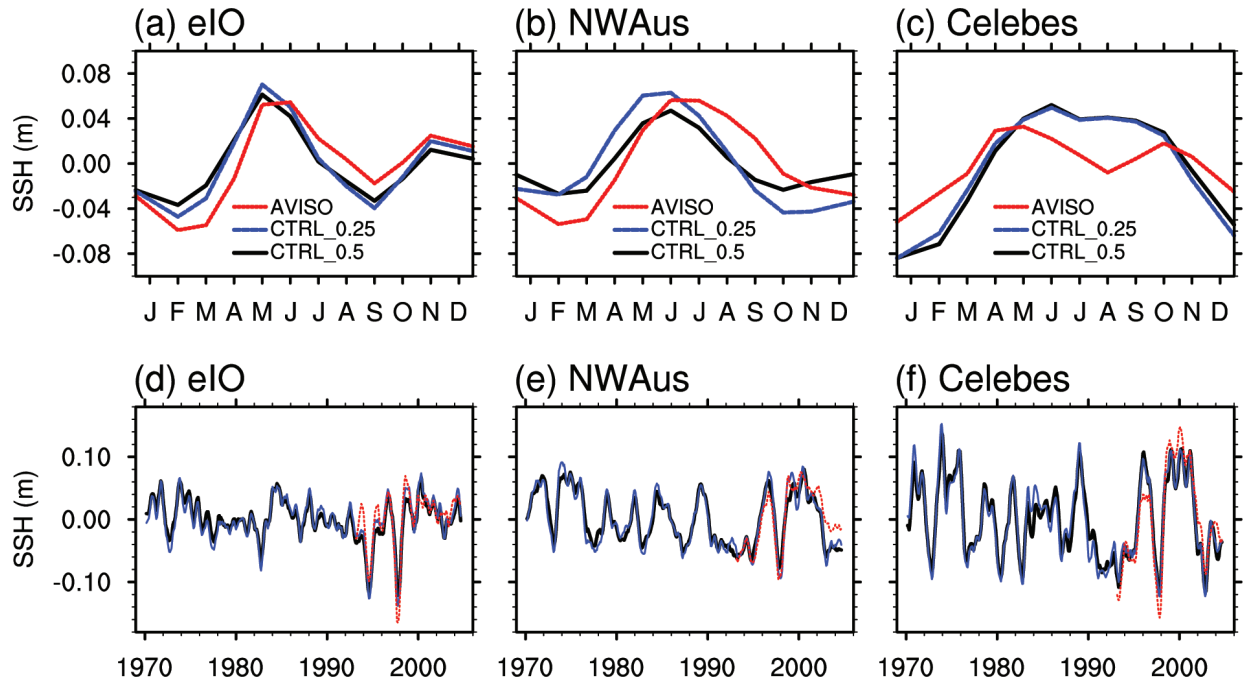 (a) eIO
(b) NWAus
(c) Celebes
SSH (m)
0.08
0.04
0.00
-0.04
-0.08
AVISO
CTRL_0.25
CTRL_0.5
AVISO
CTRL_0.25
CTRL_0.5
AVISO
CTRL_0.25
CTRL_0.5
J F M A M J J A S O N D
J F M A M J J A S O N D
J F M A M J J A S O N D
(d) eIO
(e) NWAus
(f) Celebes
SSH (m)
0.10
0.00
-0.10
1970 1980 1990 2000
1970 1980 1990 2000
1970 1980 1990 2000